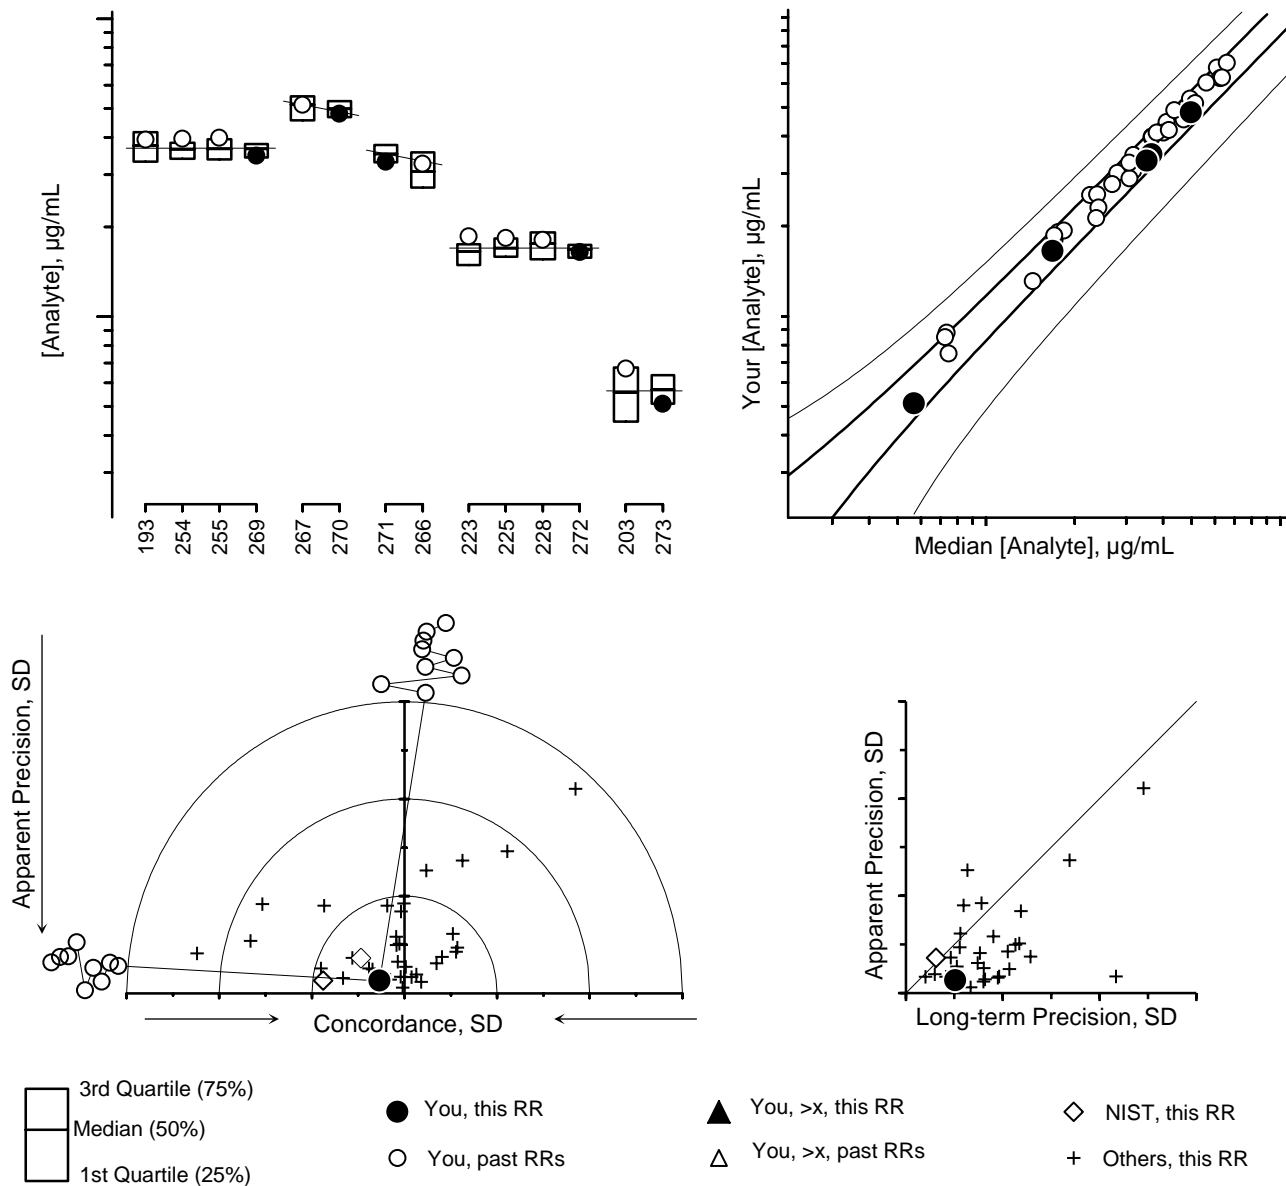 [Analyte], µg/mL
193 254 255 269 267 270 271 266 223 225 228 272 203 273
Your [Analyte], µg/mL
Median [Analyte], µg/mL
Apparent Precision, SD
Concordance, SD
Apparent Precision, SD
Long-term Precision, SD
3rd Quartile (75%)
Median (50%)
1st Quartile (25%)
You, this RR
You, past RRs
You, >x, this RR
You, >x, past RRs
NIST, this RR
Others, this RR